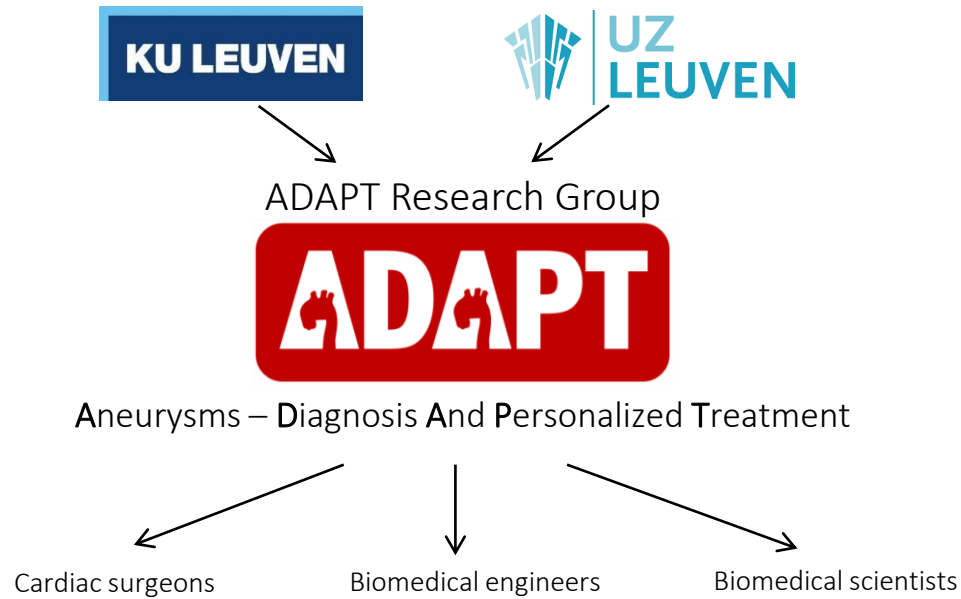 KU LEUVEN
UZ
LEUVEN
ADAPT Research Group
ADAPT
Aneurysms – Diagnosis And Personalized Treatment
Cardiac surgeons
Biomedical engineers
Biomedical scientists